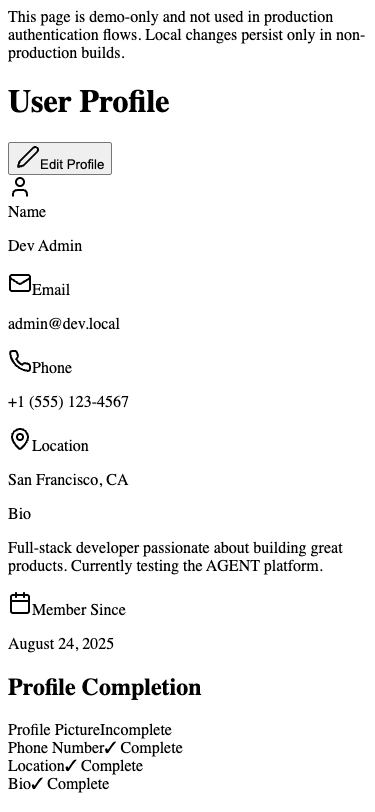 This page is demo-only and not used in production
authentication flows. Local changes persist only in non-
production builds.
User Profile
Edit Profile
Name
Dev Admin
Email
admin@dev.local
Phone
+1 (555) 123-4567
Location
San Francisco, CA
Bio
Full-stack developer passionate about building great
products. Currently testing the AGENT platform.
Member Since
August 24, 2025
Profile Completion
Profile PictureIncomplete
Phone Number✓ Complete
Location✓ Complete
Bio✓ Complete